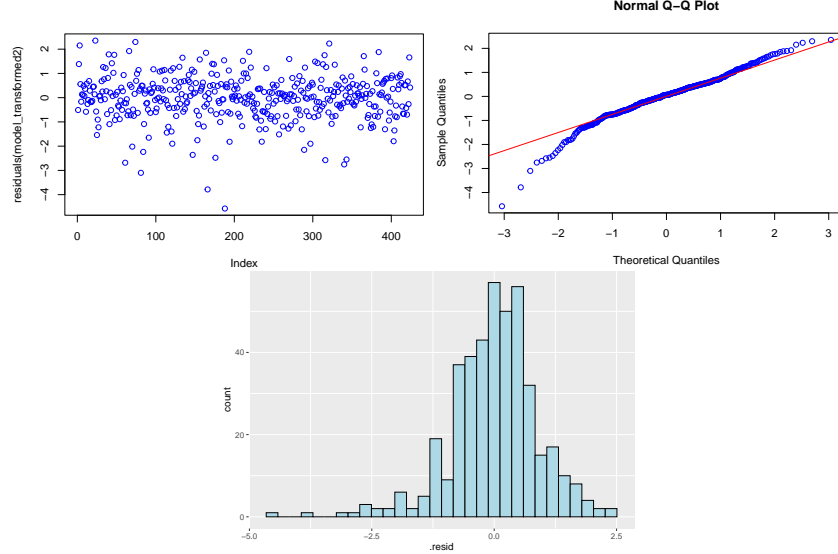 Normal Q−Q Plot
residuals(model_transformed2)
2
1
0
−1
−2
−3
−4
0 100 200 300 400
Index
Sample Quantiles
2
1
0
−1
−2
−3
−4
−3 −2 −1 0 1 2 3
Theoretical Quantiles
count
40
20
0
−5.0 −2.5 0.0 2.5
.resid